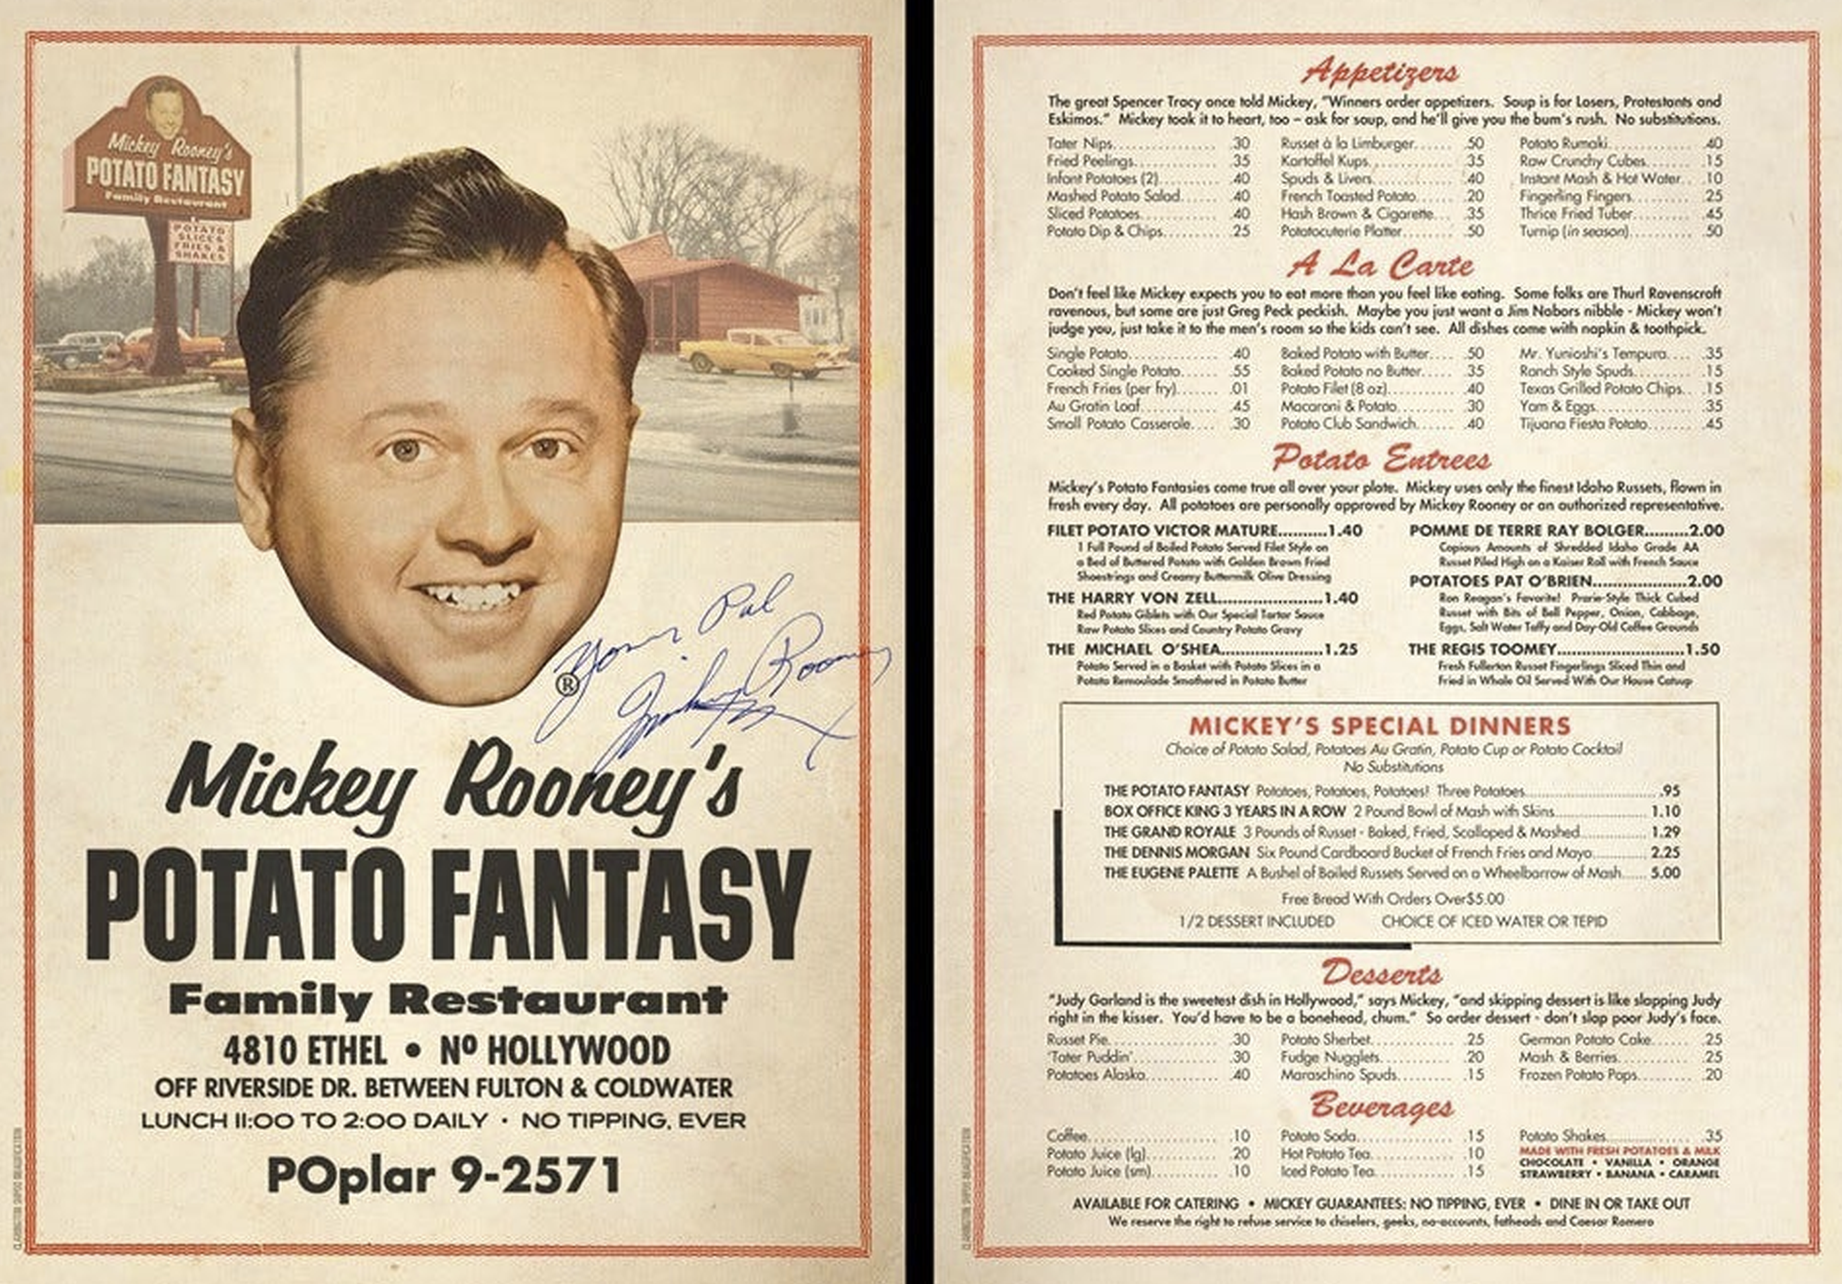 Mickey Rooney's
POTATO FANTASY
Family Restaurant
POTATO
SLICES
FRIES &
SHAKES
Your Pal
Mickey Rooney
®
Mickey Rooney's
POTATO FANTASY
Family Restaurant
4810 ETHEL • Nº HOLLYWOOD
OFF RIVERSIDE DR. BETWEEN FULTON & COLDWATER
LUNCH 11:00 TO 2:00 DAILY • NO TIPPING, EVER
POplar 9-2571
Appetizers
The great Spencer Tracy once told Mickey, "Winners order appetizers. Soup is for Losers, Protestants and
Eskimos." Mickey took it to heart, too – ask for soup, and he'll give you the bum's rush. No substitutions.
Tater Nips............... .30
Fried Peelings............... .35
Infant Potatoes (2)............... .40
Mashed Potato Salad...... .40
Sliced Potatoes............... .40
Potato Dip & Chips............... .25
Russet à la Limburger...... .50
Kartoffel Kups............... .35
Spuds & Livers............... .40
French Toasted Potato...... .20
Hash Brown & Cigarette... .35
Potatocuterie Platter........ .50
Potato Rumaki............... .40
Raw Crunchy Cubes....... .15
Instant Mash & Hot Water.. .10
Fingerling Fingers.......... .25
Thrice Fried Tuber.......... .45
Turnip (in season).......... .50
A La Carte
Don't feel like Mickey expects you to eat more than you feel like eating. Some folks are Thurl Ravenscroft
ravenous, but some are just Greg Peck peckish. Maybe you just want a Jim Nabors nibble - Mickey won't
judge you, just take it to the men's room so the kids can't see. All dishes come with napkin & toothpick.
Single Potato............... .40
Cooked Single Potato....... .55
French Fries (per fry)....... .01
Au Gratin Loaf............... .45
Small Potato Casserole.... .30
Baked Potato with Butter.... .50
Baked Potato no Butter.... .35
Potato Filet (8 oz).......... .40
Macaroni & Potato.......... .30
Potato Club Sandwich....... .40
Mr. Yunioshi's Tempura.... .35
Ranch Style Spuds.......... .15
Texas Grilled Potato Chips.. .15
Yam & Eggs............... .35
Tijuana Fiesta Potato....... .45
Potato Entrees
Mickey's Potato Fantasies come true all over your plate. Mickey uses only the finest Idaho Russets, flown in
fresh every day. All potatoes are personally approved by Mickey Rooney or an authorized representative.
FILET POTATO VICTOR MATURE..........1.40
1 Full Pound of Boiled Potato Served Filet Style on
a Bed of Buttered Potato with Golden Brown Fried
Shoestrings and Creamy Buttermilk Olive Dressing
THE HARRY VON ZELL......................1.40
Red Potato Giblets with Our Special Tartar Sauce
Raw Potato Slices and Country Potato Gravy
THE MICHAEL O'SHEA......................1.25
Potato Served in a Basket with Potato Slices in a
Potato Remoulade Smothered in Potato Butter
POMME DE TERRE RAY BOLGER.........2.00
Copious Amounts of Shredded Idaho Grade AA
Russet Piled High on a Kaiser Roll with French Sauce
POTATOES PAT O'BRIEN...................2.00
Ron Reagan's Favorite! Prarie-Style Thick Cubed
Russet with Bits of Bell Pepper, Onion, Cabbage,
Eggs, Salt Water Taffy and Day-Old Coffee Grounds
THE REGIS TOOMEY..........................1.50
Fresh Fullerton Russet Fingerlings Sliced Thin and
Fried in Whale Oil Served With Our House Catsup
MICKEY'S SPECIAL DINNERS
Choice of Potato Salad, Potatoes Au Gratin, Potato Cup or Potato Cocktail
No Substitutions
THE POTATO FANTASY Potatoes, Potatoes, Potatoes! Three Potatoes.............................95
BOX OFFICE KING 3 YEARS IN A ROW 2 Pound Bowl of Mash with Skins.................... 1.10
THE GRAND ROYALE 3 Pounds of Russet - Baked, Fried, Scalloped & Mashed............... 1.29
THE DENNIS MORGAN Six Pound Cardboard Bucket of French Fries and Mayo............ 2.25
THE EUGENE PALETTE A Bushel of Boiled Russets Served on a Wheelbarrow of Mash...... 5.00
Free Bread With Orders Over$5.00
1/2 DESSERT INCLUDED CHOICE OF ICED WATER OR TEPID
Desserts
"Judy Garland is the sweetest dish in Hollywood," says Mickey, "and skipping dessert is like slapping Judy
right in the kisser. You'd have to be a bonehead, chum." So order dessert - don't slap poor Judy's face.
Russet Pie............... .30
'Tater Puddin'............... .30
Potatoes Alaska............... .40
Potato Sherbet............... .25
Fudge Nugglets............... .20
Maraschino Spuds......... .15
German Potato Cake....... .25
Mash & Berries............... .25
Frozen Potato Pops......... .20
Beverages
Coffee............... .10
Potato Juice (lg)............... .20
Potato Juice (sm)............... .10
Potato Soda............... .15
Hot Potato Tea............... .10
Iced Potato Tea............... .15
Potato Shakes............... .35
MADE WITH FRESH POTATOES & MILK
CHOCOLATE • VANILLA • ORANGE
STRAWBERRY • BANANA • CARAMEL
AVAILABLE FOR CATERING • MICKEY GUARANTEES: NO TIPPING, EVER • DINE IN OR TAKE OUT
We reserve the right to refuse service to chiselers, geeks, no-accounts, fatheads and Caesar Romero